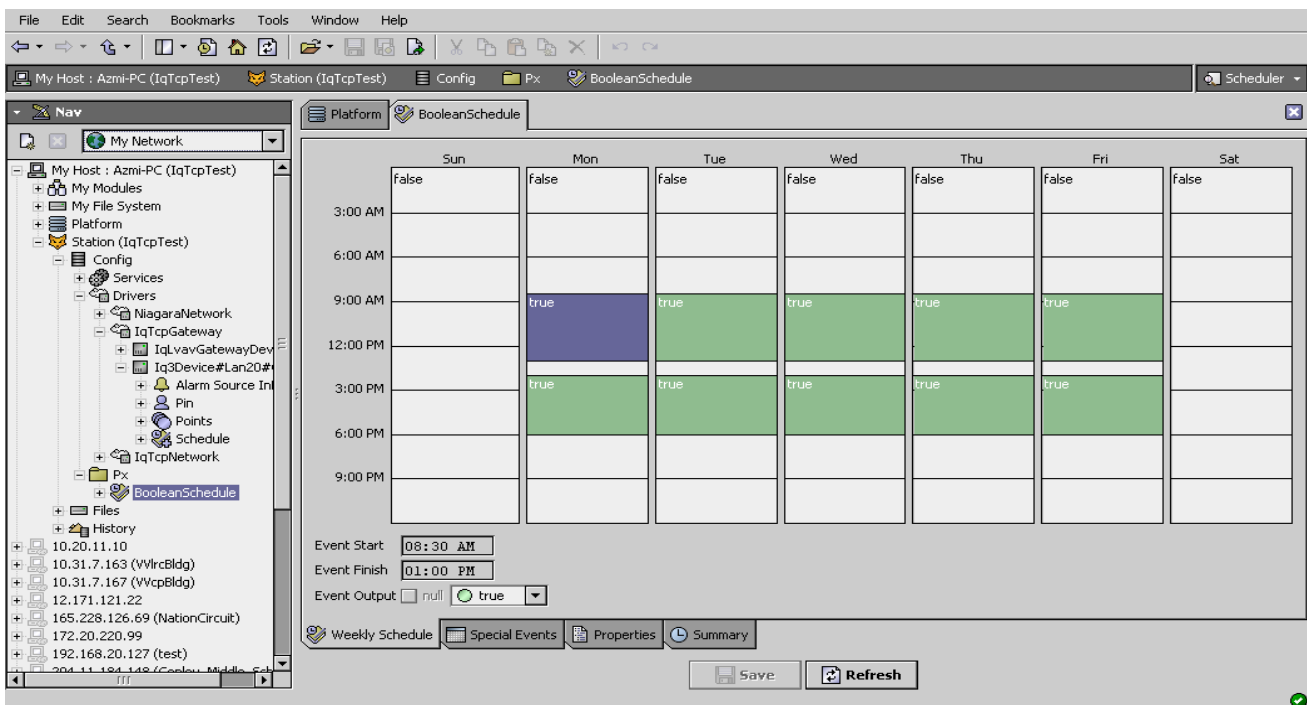 File Edit Search Bookmarks Tools Window Help
My Host : Azmi-PC (IqTcpTest) Station (IqTcpTest) Config Px BooleanSchedule Scheduler
Nav
My Network
My Host : Azmi-PC (IqTcpTest)
My Modules
My File System
Platform
Station (IqTcpTest)
Config
Services
Drivers
NiagaraNetwork
IqTcpGateway
IqLvavGatewayDev
Iq3Device#Lan20#
Alarm Source In
Pin
Points
Schedule
IqTcpNetwork
Px
BooleanSchedule
Files
History
10.20.11.10
10.31.7.163 (VVlrcBldg)
10.31.7.167 (VVcpBldg)
12.171.121.22
165.228.126.69 (NationCircuit)
172.20.220.99
192.168.20.127 (test)
Platform BooleanSchedule
Sun Mon Tue Wed Thu Fri Sat
false false false false false false false
3:00 AM
6:00 AM
9:00 AM true true true true true
12:00 PM
3:00 PM true true true true true
6:00 PM
9:00 PM
Event Start 08:30 AM
Event Finish 01:00 PM
Event Output null true
Weekly Schedule Special Events Properties Summary
Save Refresh